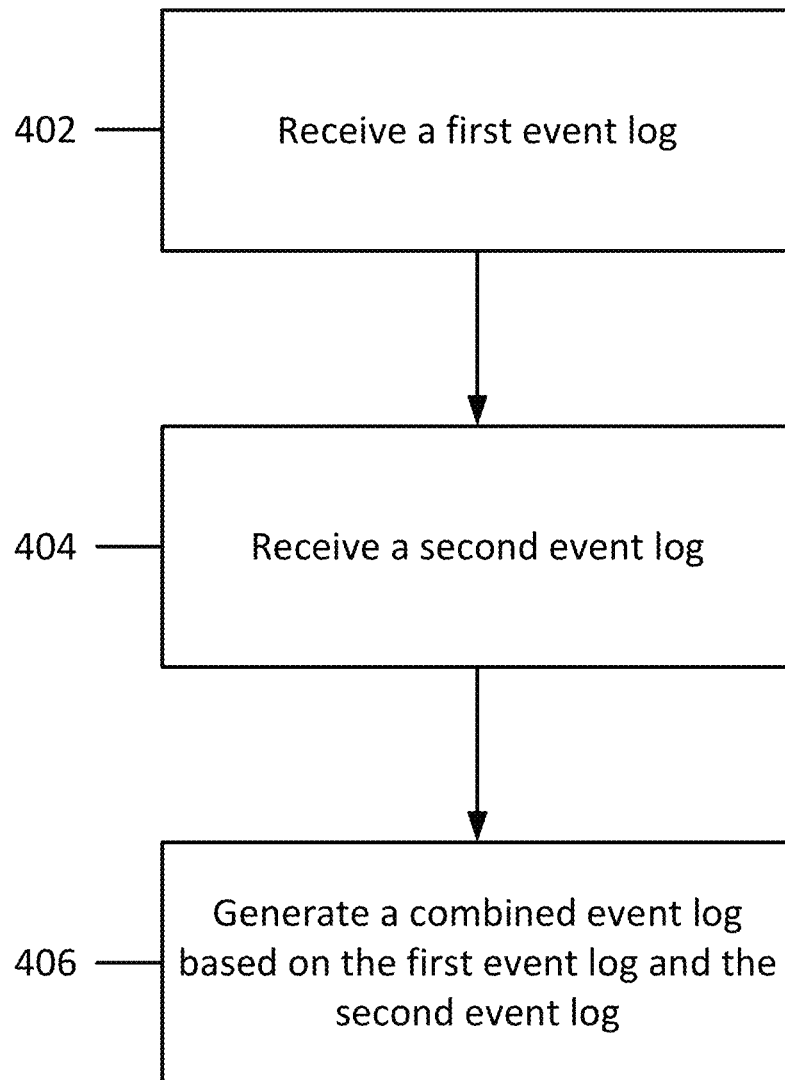 402
Receive a first event log
404
Receive a second event log
406
Generate a combined event log
based on the first event log and the
second event log